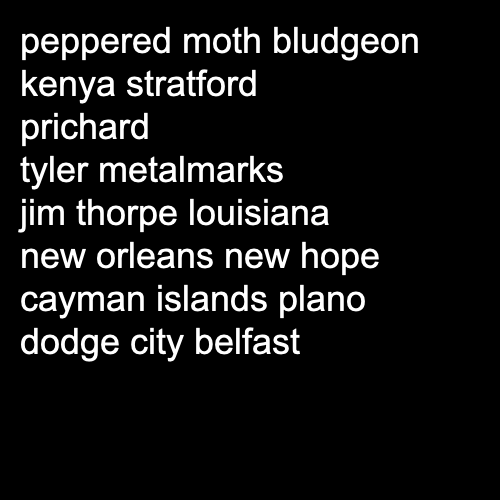 peppered moth bludgeon
kenya stratford
prichard
tyler metalmarks
jim thorpe louisiana
new orleans new hope
cayman islands plano
dodge city belfast